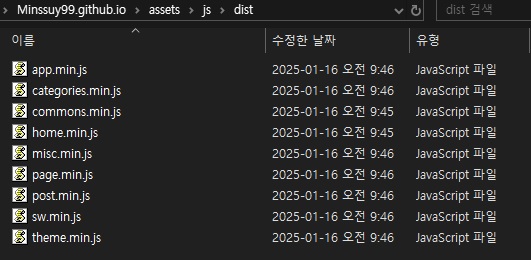 Minssuy99.github.io > assets > js > dist
dist 검색
이름 수정한 날짜 유형
app.min.js 2025-01-16 오전 9:46 JavaScript 파일
categories.min.js 2025-01-16 오전 9:46 JavaScript 파일
commons.min.js 2025-01-16 오전 9:45 JavaScript 파일
home.min.js 2025-01-16 오전 9:46 JavaScript 파일
misc.min.js 2025-01-16 오전 9:46 JavaScript 파일
page.min.js 2025-01-16 오전 9:46 JavaScript 파일
post.min.js 2025-01-16 오전 9:46 JavaScript 파일
sw.min.js 2025-01-16 오전 9:46 JavaScript 파일
theme.min.js 2025-01-16 오전 9:46 JavaScript 파일